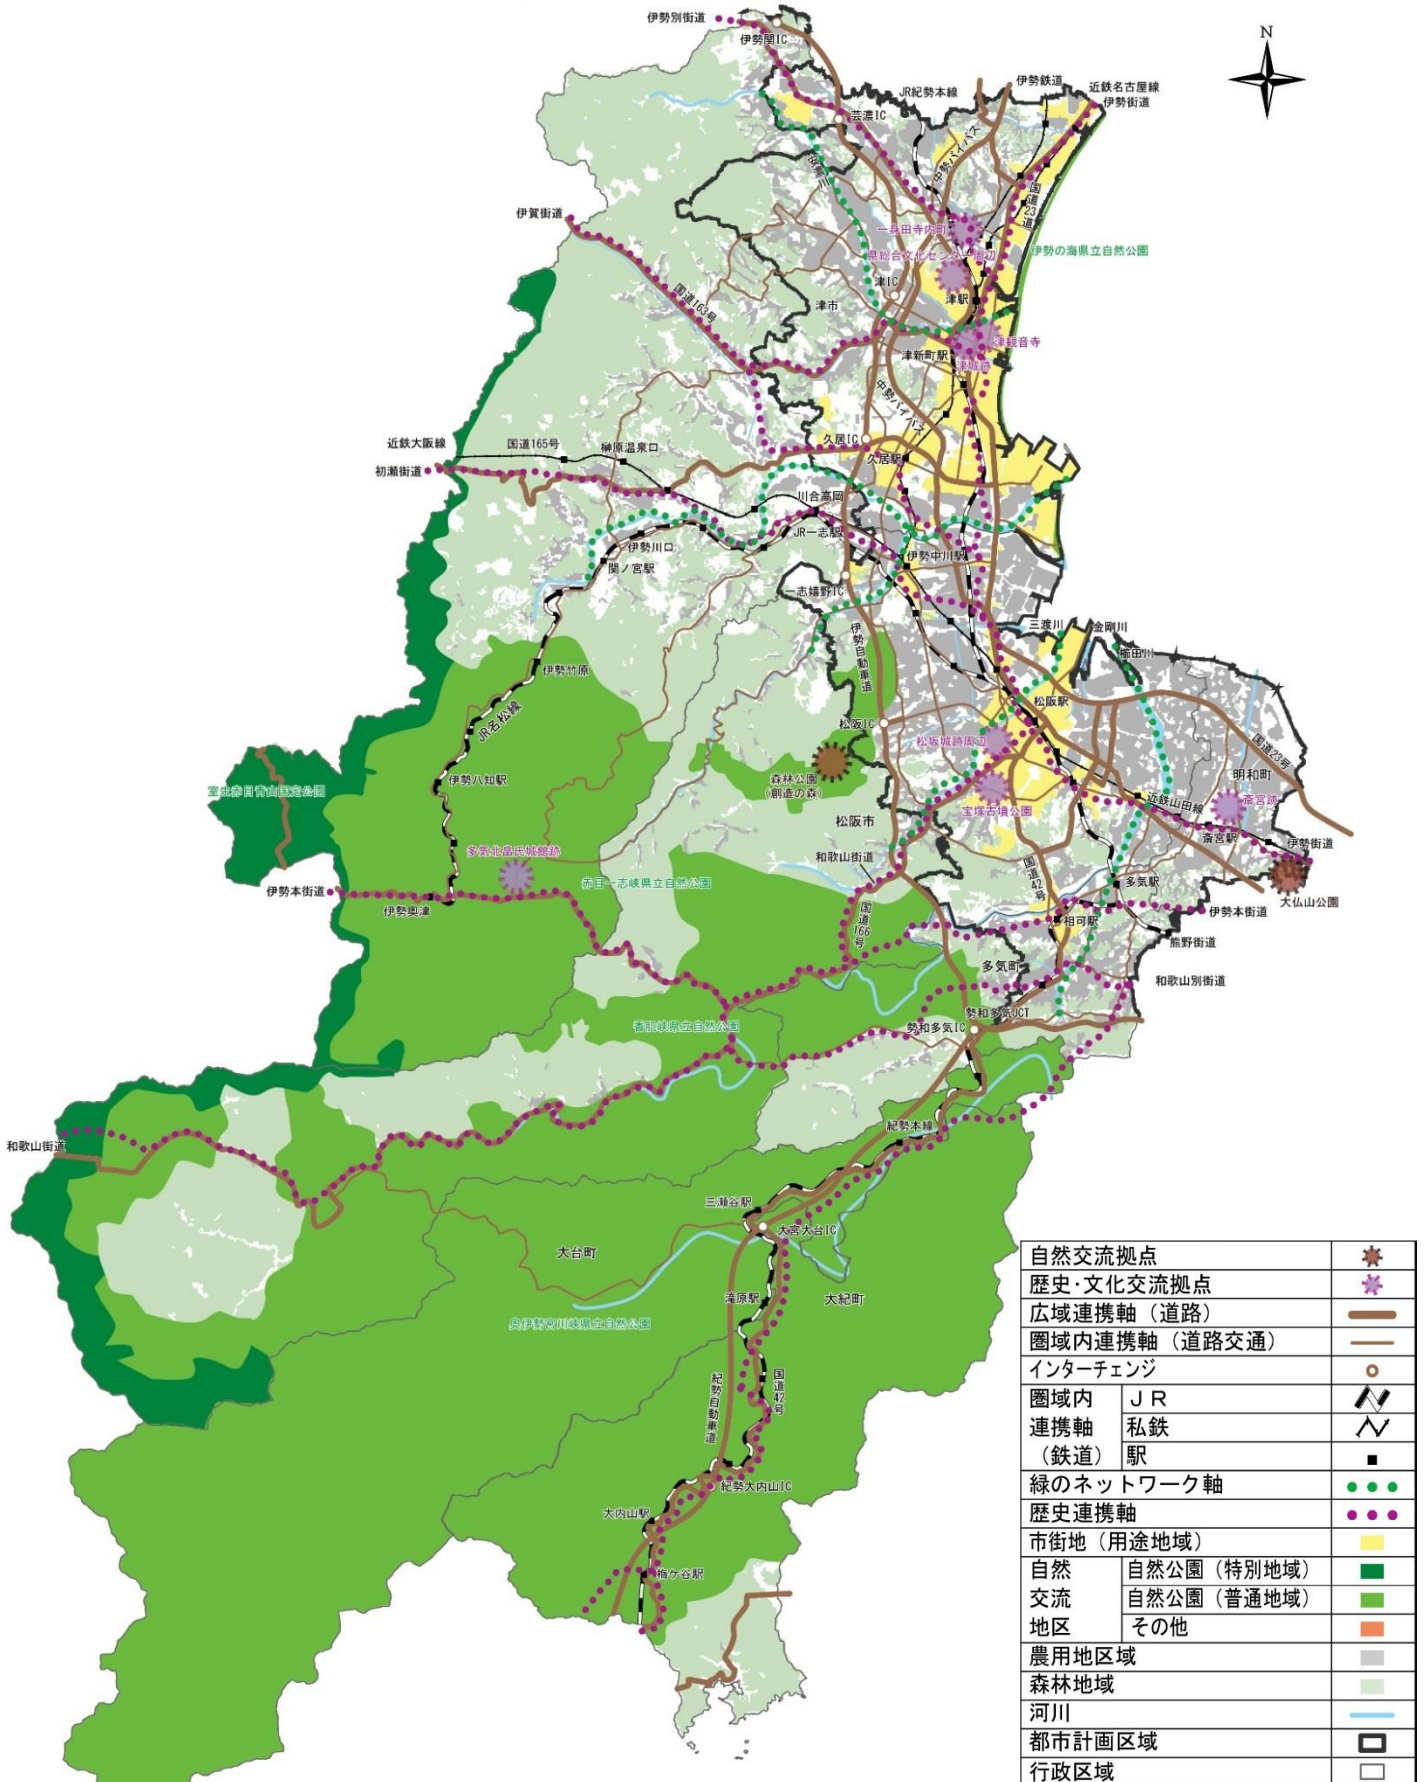 伊勢別街道
伊勢関IC
N
JR紀勢本線
伊勢鉄道
近鉄名古屋線
伊勢街道
芸濃IC
中勢バイパス
安濃川
国道23号
伊賀街道
一身田寺内町
県総合文化センター周辺
伊勢の海県立自然公園
国道163号
津IC
津駅
津市
津新町駅
津観音寺
津城跡
中勢バイパス
近鉄大阪線
国道165号
榊原温泉口
久居IC
久居駅
初瀬街道
川合高岡
JR一志駅
伊勢川口
関ノ宮駅
伊勢中川駅
一志嬉野IC
三渡川
金剛川
櫛田川
伊勢自動車道
伊勢竹原
松阪駅
JR名松線
松阪IC
松坂城跡周辺
国道23号
森林公園
(創造の森)
伊勢八知駅
室生赤目青山国定公園
明和町
近鉄山田線
斎宮跡
宝塚古墳公園
松阪市
斎宮駅
伊勢街道
多気北畠氏城館跡
和歌山街道
国道42号
赤目一志峡県立自然公園
多気駅
伊勢本街道
大仏山公園
伊勢奥津
国道166号
相可駅
伊勢本街道
熊野街道
多気町
和歌山別街道
香肌峡県立自然公園
勢和多気IC
勢和多気JCT
紀勢本線
和歌山街道
三瀬谷駅
大宮大台IC
大台町
滝原駅
大紀町
奥伊勢宮川峡県立自然公園
紀勢自動車道
国道42号
紀勢大内山IC
大内山駅
梅ケ谷駅
自然交流拠点
歴史･文化交流拠点
広域連携軸（道路）
圏域内連携軸（道路交通）
インターチェンジ
圏域内 ＪＲ
連携軸 私鉄
（鉄道） 駅
緑のネットワーク軸
歴史連携軸
市街地（用途地域）
自然 自然公園（特別地域）
交流 自然公園（普通地域）
地区 その他
農用地区域
森林地域
河川
都市計画区域
行政区域